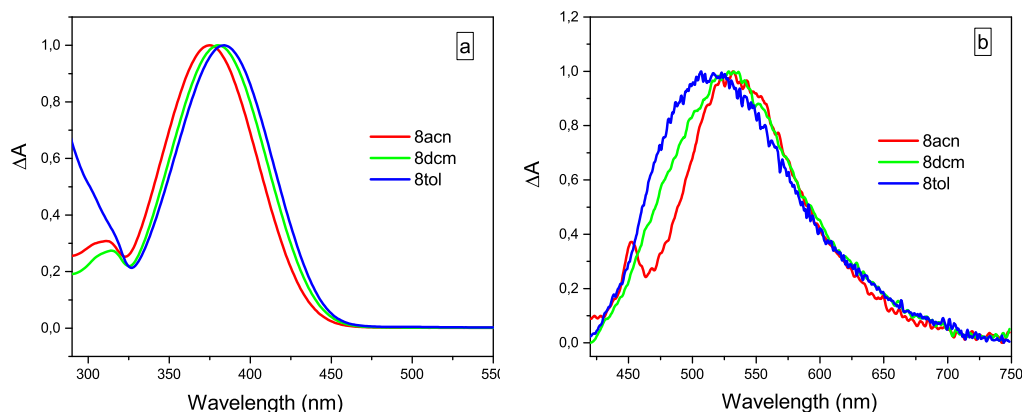 a
1,0
0,8
0,6
0,4
0,2
0,0
ΔA
8acn
8dcm
8tol
300 350 400 450 500 550
Wavelength (nm)
b
1,2
1,0
0,8
0,6
0,4
0,2
0,0
ΔA
8acn
8dcm
8tol
450 500 550 600 650 700 750
Wavelength (nm)